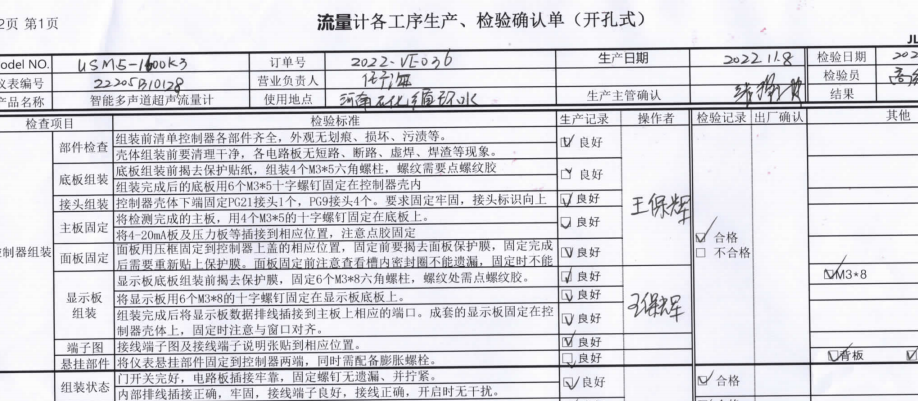 2页 第1页
流量计各工序生产、检验确认单（开孔式）
JL
odel NO. USM5-1600K3 订单号 2022-VE036 生产日期 2022.11.8 检验日期 202
仪表编号 22205B10128 营业负责人 检验员
产品名称 智能多声道超声流量计 使用地点 河南石化循环水 生产主管确认 结果
检查项目 检验标准 生产记录 操作者 检验记录 出厂确认 其他
部件检查 组装前清单控制器各部件齐全，外观无划痕、损坏、污渍等。 良好
壳体组装前要清理干净，各电路板无短路、断路、虚焊、焊渣等现象。
底板组装 底板组装前揭去保护贴纸，组装4个M3*5六角螺柱，螺纹需要点螺纹胶 良好
组装完成后的底板用6个M3*5十字螺钉固定在控制器壳内
接头组装 控制器壳体下端固定PG21接头1个，PG9接头4个。要求固定牢固，接头标识向上 良好
王保辉
主板固定 将检测完成的主板，用4个M3*5的十字螺钉固定在底板上。 良好
将4-20mA板及压力板等插接到相应位置，注意点胶固定
合格
不合格
控制器组装
面板固定 面板用压框固定到控制器上盖的相应位置，固定前要揭去面板保护膜，固定完成 良好
后需要重新贴上保护膜。面板固定前注意查看槽内密封圈不能遗漏，固定时不能
显示板组装 显示板底板组装前揭去保护膜，固定6个M3*8六角螺柱，螺纹处需点螺纹胶。 良好
M3*8
将显示板用6个M3*8的十字螺钉固定在显示板底板上。 良好
王保辉
组装完成后将显示板数据排线插接到主板上相应的端口。成套的显示板固定在控 良好
制器壳体上，固定时注意与窗口对齐。
端子图 接线端子图及接线端子说明张贴到相应位置。 良好
悬挂部件 将仪表悬挂部件固定到控制器两端，同时需配备膨胀螺栓。 良好 背板
组装状态 门开关完好，电路板插接牢靠，固定螺钉无遗漏、并拧紧。 良好 合格
内部排线插接正确，牢固，接线端子良好，接线正确，开启时无干扰。